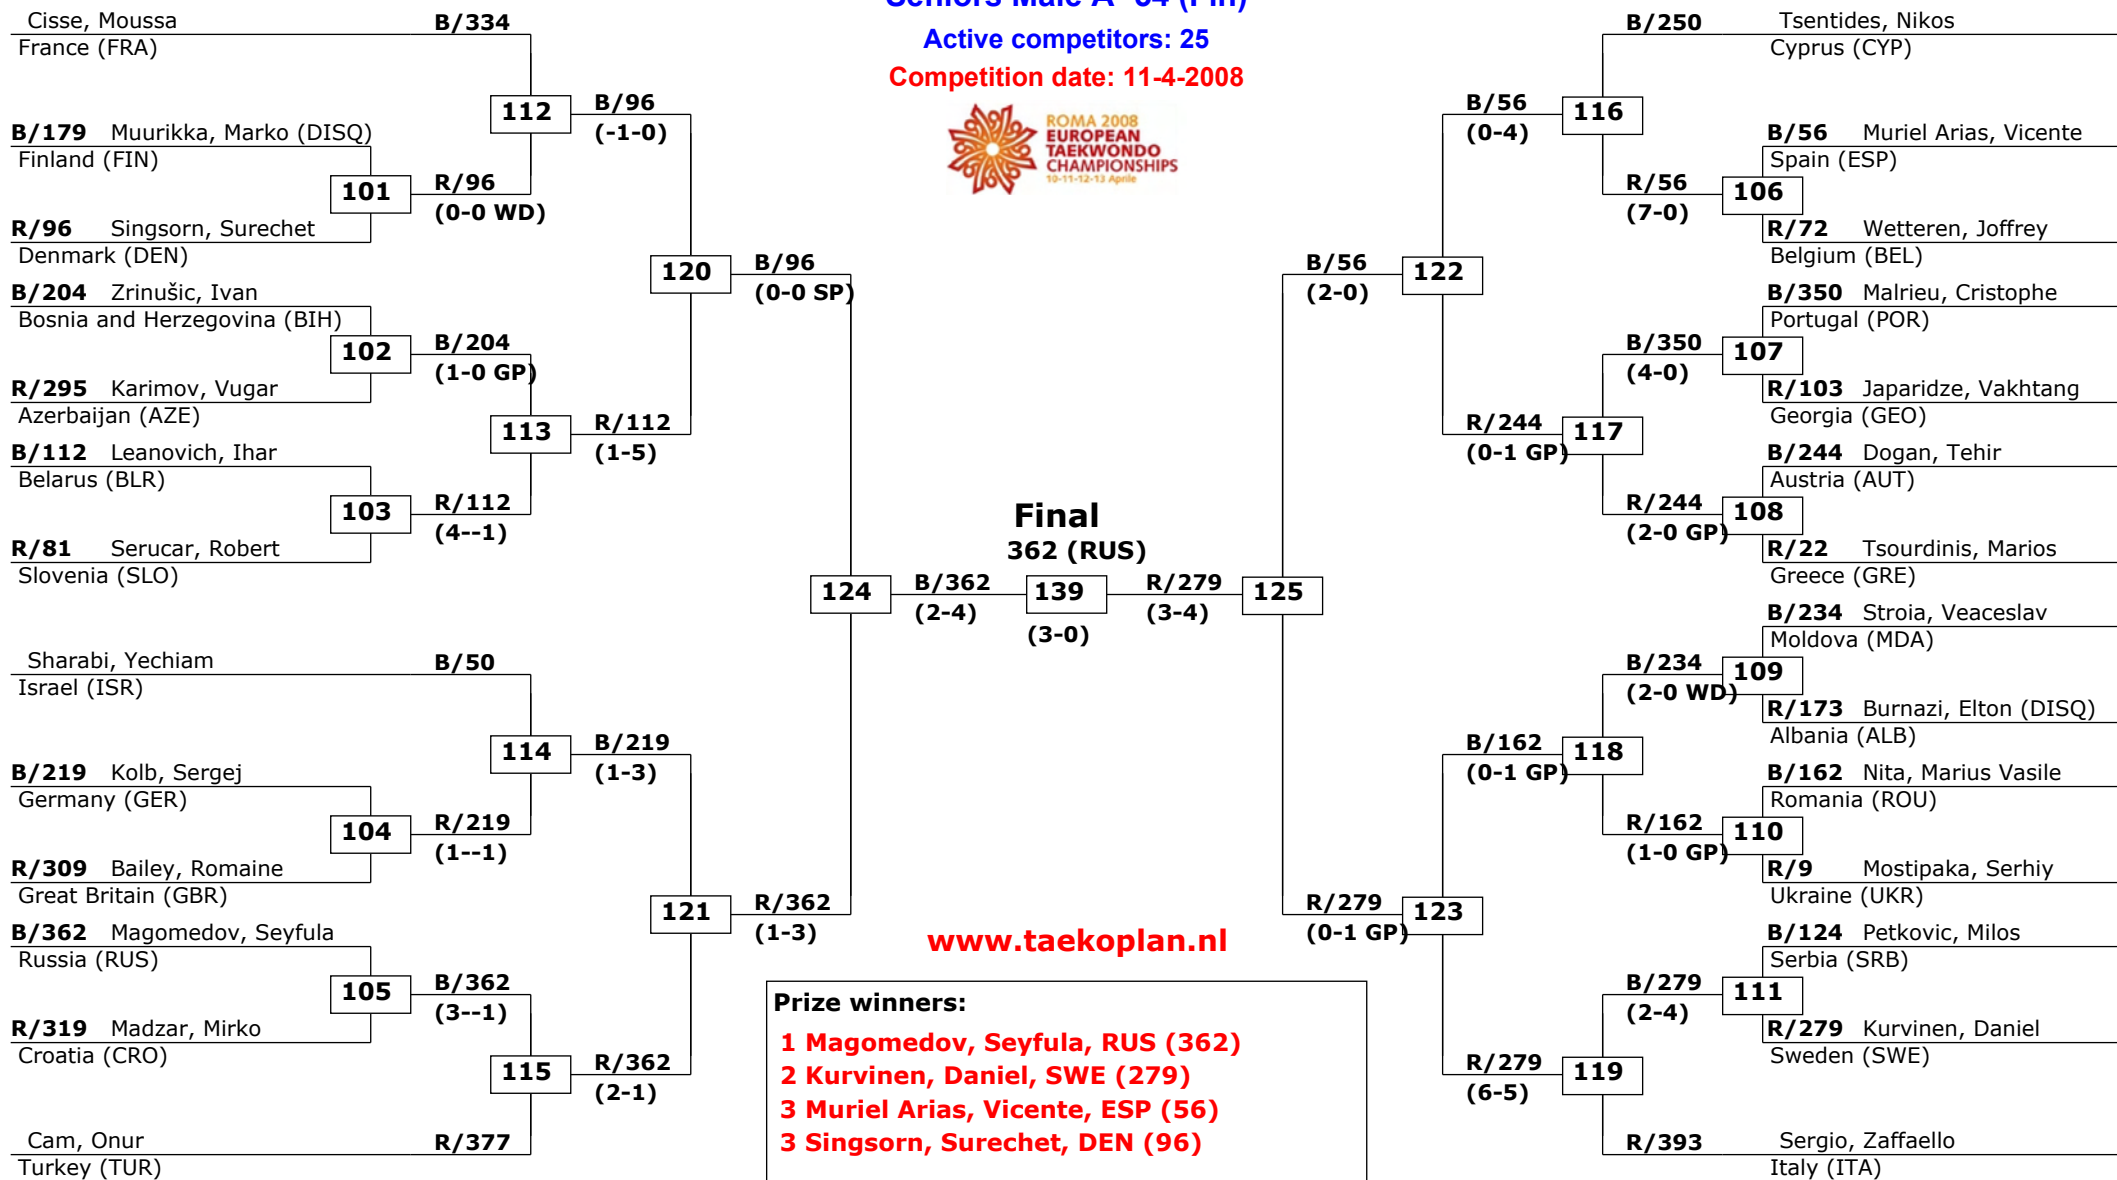 Seniors Male A -54 (Fin)
Active competitors: 25
Competition date: 11-4-2008
ROMA 2008
EUROPEAN
TAEKWONDO
CHAMPIONSHIPS
10-11-12-13 Aprile
Cisse, Moussa
B/334
France (FRA)
112
B/96
(-1-0)
B/179 Muurikka, Marko (DISQ)
Finland (FIN)
101
R/96
(0-0 WD)
R/96 Singsorn, Surechet
Denmark (DEN)
120
B/96
(0-0 SP)
B/204 Zrinušic, Ivan
Bosnia and Herzegovina (BIH)
102
B/204
(1-0 GP)
R/295 Karimov, Vugar
Azerbaijan (AZE)
113
R/112
(1-5)
B/112 Leanovich, Ihar
Belarus (BLR)
103
R/112
(4--1)
R/81 Serucar, Robert
Slovenia (SLO)
124
B/362
(2-4)
Sharabi, Yechiam
B/50
Israel (ISR)
114
B/219
(1-3)
B/219 Kolb, Sergej
Germany (GER)
104
R/219
(1--1)
R/309 Bailey, Romaine
Great Britain (GBR)
121
R/362
(1-3)
B/362 Magomedov, Seyfula
Russia (RUS)
105
B/362
(3--1)
R/319 Madzar, Mirko
Croatia (CRO)
115
R/362
(2-1)
Cam, Onur
R/377
Turkey (TUR)
Final
362 (RUS)
139
(3-0)
R/279
(3-4)
125
B/250
Tsentides, Nikos
Cyprus (CYP)
B/56
(0-4)
116
B/56 Muriel Arias, Vicente
Spain (ESP)
R/56
(7-0)
106
R/72 Wetteren, Joffrey
Belgium (BEL)
B/56
(2-0)
122
B/350 Malrieu, Cristophe
Portugal (POR)
B/350
(4-0)
107
R/103 Japaridze, Vakhtang
Georgia (GEO)
R/244
(0-1 GP)
117
B/244 Dogan, Tehir
Austria (AUT)
R/244
(2-0 GP)
108
R/22 Tsourdinis, Marios
Greece (GRE)
B/234 Stroia, Veaceslav
Moldova (MDA)
B/234
(2-0 WD)
109
R/173 Burnazi, Elton (DISQ)
Albania (ALB)
B/162
(0-1 GP)
118
B/162 Nita, Marius Vasile
Romania (ROU)
R/162
(1-0 GP)
110
R/9 Mostipaka, Serhiy
Ukraine (UKR)
R/279
(0-1 GP)
123
B/124 Petkovic, Milos
Serbia (SRB)
B/279
(2-4)
111
R/279 Kurvinen, Daniel
Sweden (SWE)
R/279
(6-5)
119
R/393
Sergio, Zaffaello
Italy (ITA)
www.taekoplan.nl
Prize winners:
1 Magomedov, Seyfula, RUS (362)
2 Kurvinen, Daniel, SWE (279)
3 Muriel Arias, Vicente, ESP (56)
3 Singsorn, Surechet, DEN (96)